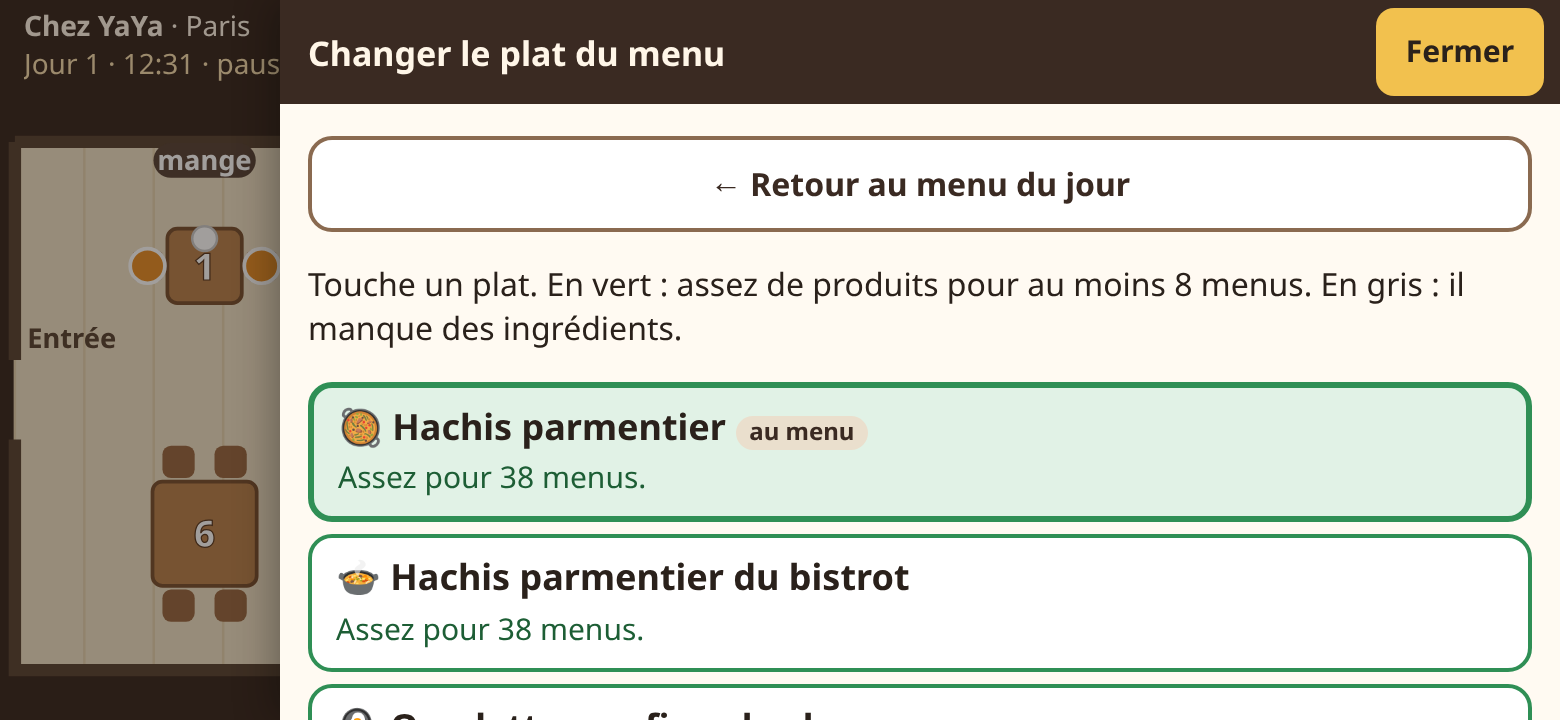 Chez YaYa · Paris
Jour 1 · 12:31 · paus
mange
1
Entrée
6
Changer le plat du menu
Fermer
← Retour au menu du jour
Touche un plat. En vert : assez de produits pour au moins 8 menus. En gris : il
manque des ingrédients.
Hachis parmentier au menu
Assez pour 38 menus.
Hachis parmentier du bistrot
Assez pour 38 menus.